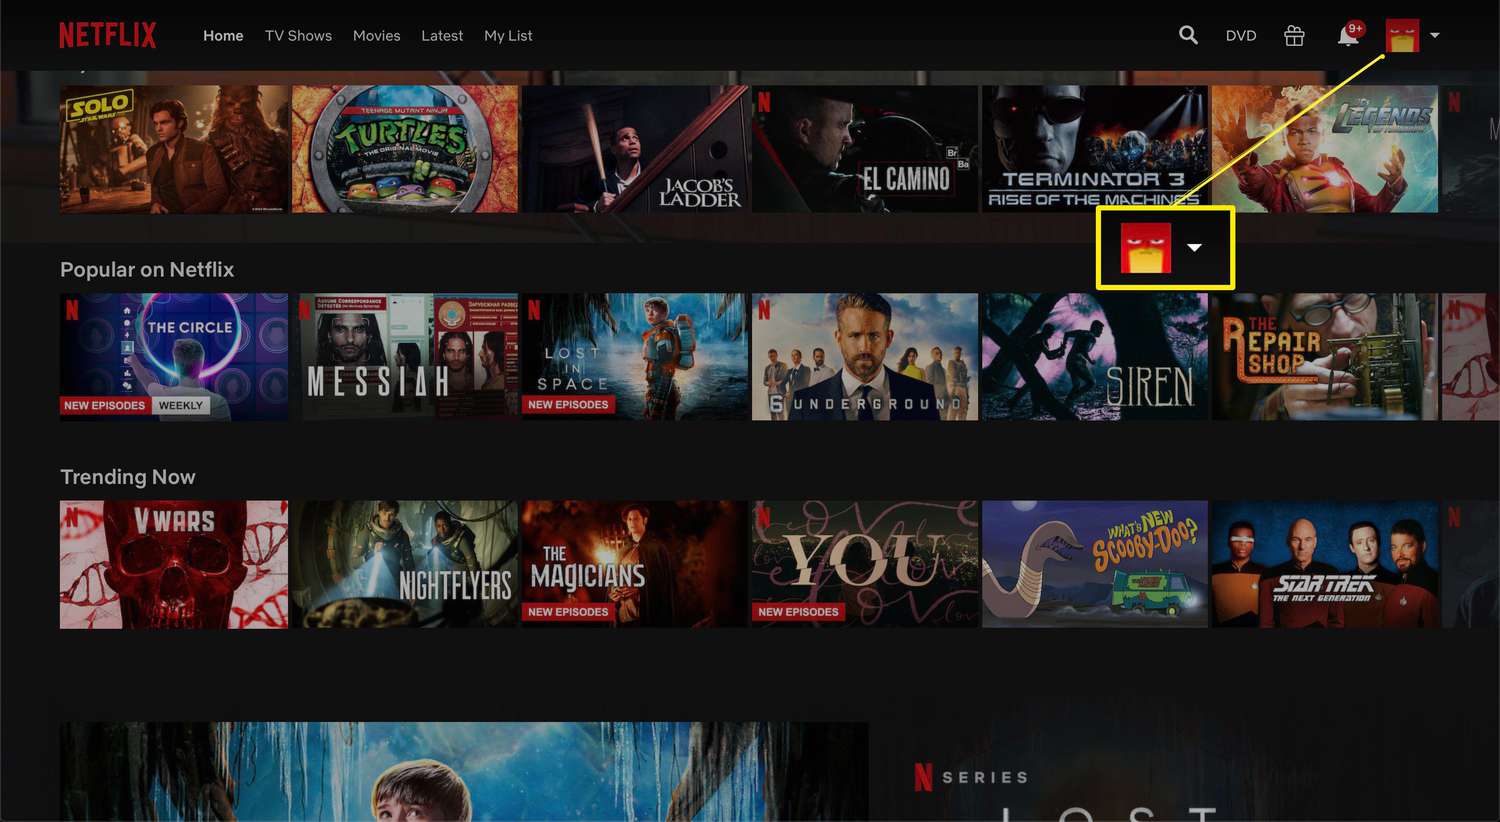 NETFLIX
Home TV Shows Movies Latest My List
DVD
9+
SOLO
STAR WARS
TEENAGE MUTANT NINJA
TURTLES
THE ORIGINAL MOVIE
JACOB'S
LADDER
N
Br
Ba
EL CAMINO
TERMINATOR 3
RISE OF THE MACHINES
LEGENDS
N
Popular on Netflix
N
THE CIRCLE
NEW EPISODES WEEKLY
N
MESSIAH
N
LOST
IN
SPACE
NEW EPISODES
N
6 UNDERGROUND
SIREN
THE
REPAIR
SHOP
N
Trending Now
N
V WARS
NIGHTFLYERS
THE
MAGICIANS
NEW EPISODES
N
YOU
NEW EPISODES
WHAT'S NEW
SCOOBY-DOO?
STAR TREK
THE NEXT GENERATION
N
N SERIES
LOST